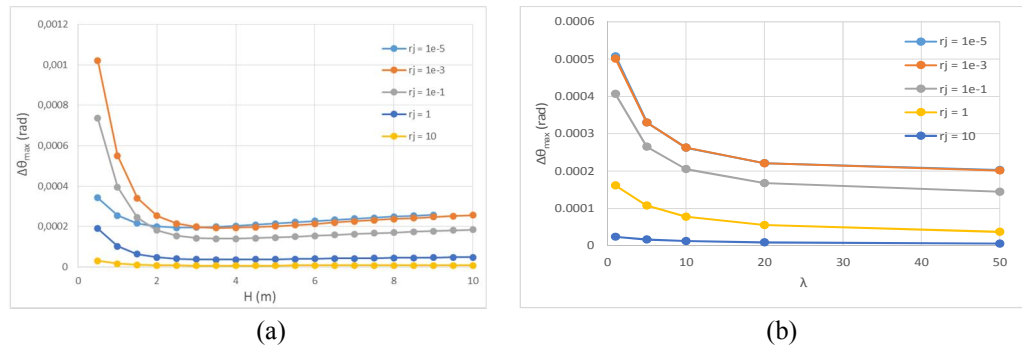 0,0012
0,001
0,0008
0,0006
0,0004
0,0002
0
0 2 4 6 8 10
H (m)
Δθmax (rad)
rj = 1e-5
rj = 1e-3
rj = 1e-1
rj = 1
rj = 10
(a)
0.0006
0.0005
0.0004
0.0003
0.0002
0.0001
0
0 10 20 30 40 50
λ
Δθmax (rad)
rj = 1e-5
rj = 1e-3
rj = 1e-1
rj = 1
rj = 10
(b)